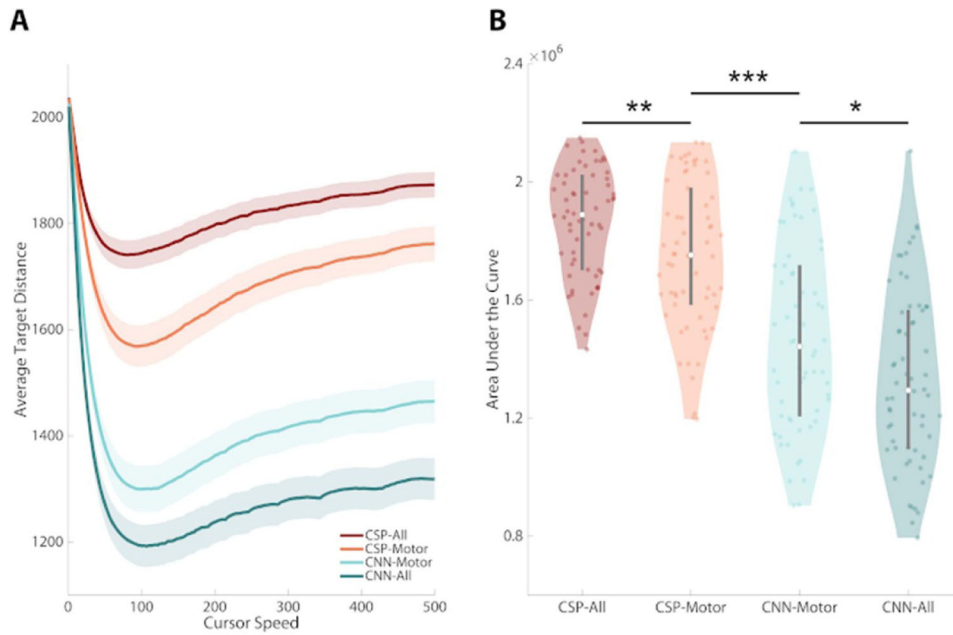 A
Average Target Distance
2000
1800
1600
1400
1200
0
100
200
300
400
500
Cursor Speed
CSP-All
CSP-Motor
CNN-Motor
CNN-All
B
×10⁶
Area Under the Curve
2.4
2
1.6
1.2
0.8
**
***
*
CSP-All
CSP-Motor
CNN-Motor
CNN-All